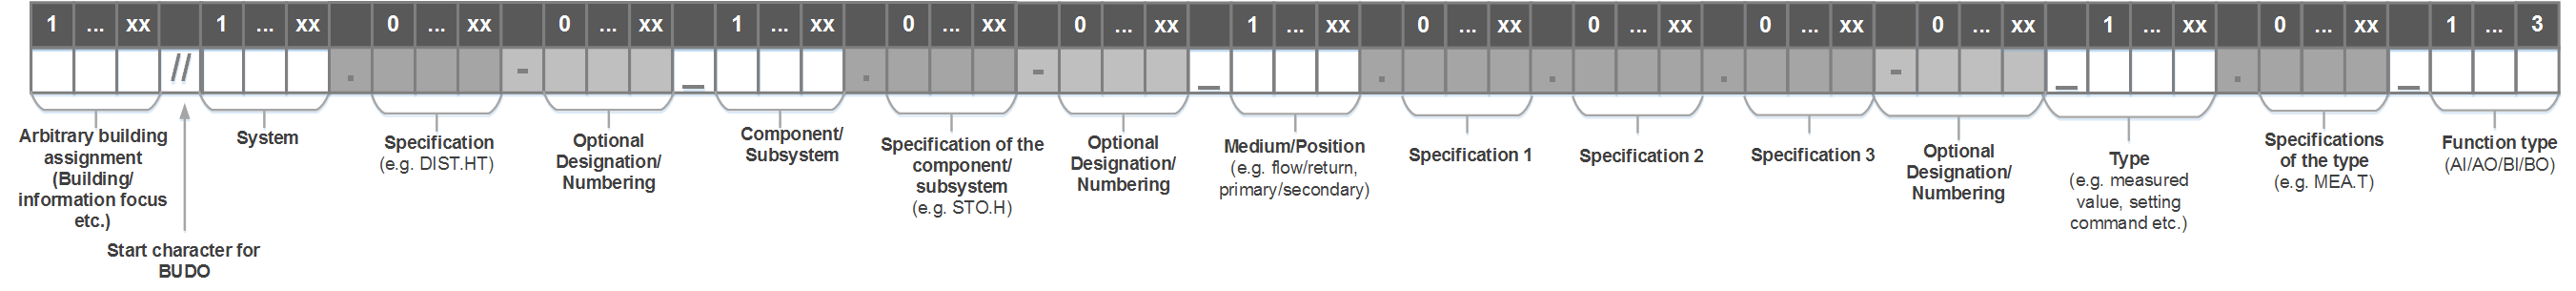 1 ... xx 1 ... xx 0 ... xx 0 ... xx 1 ... xx 0 ... xx 0 ... xx 1 ... xx 0 ... xx 0 ... xx 0 ... xx 0 ... xx 1 ... xx 0 ... xx 1 ... 3
// . - _ . - _ . . . - _ . _
Arbitrary building
assignment
(Building/
information focus
etc.)
Start character for
BUDO
System
Specification
(e.g. DIST.HT)
Optional
Designation/
Numbering
Component/
Subsystem
Specification of the
component/
subsystem
(e.g. STO.H)
Optional
Designation/
Numbering
Medium/Position
(e.g. flow/return,
primary/secondary)
Specification 1
Specification 2
Specification 3
Optional
Designation/
Numbering
Type
(e.g. measured
value, setting
command etc.)
Specifications
of the type
(e.g. MEA.T)
Function type
(AI/AO/BI/BO)